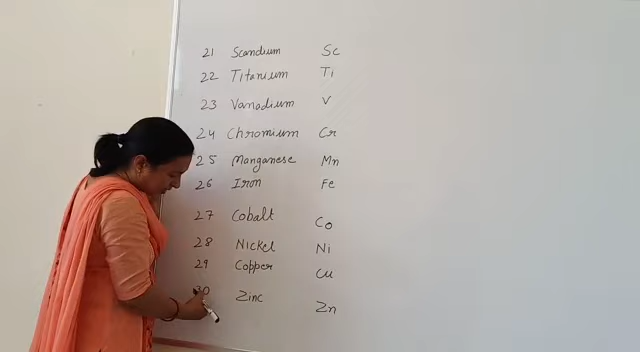 21 Scandium Sc
22 Titanium Ti
23 Vanadium V
24 Chromium Cr
25 Manganese Mn
26 Iron Fe
27 Cobalt Co
28 Nickel Ni
29 Copper Cu
30 Zinc Zn